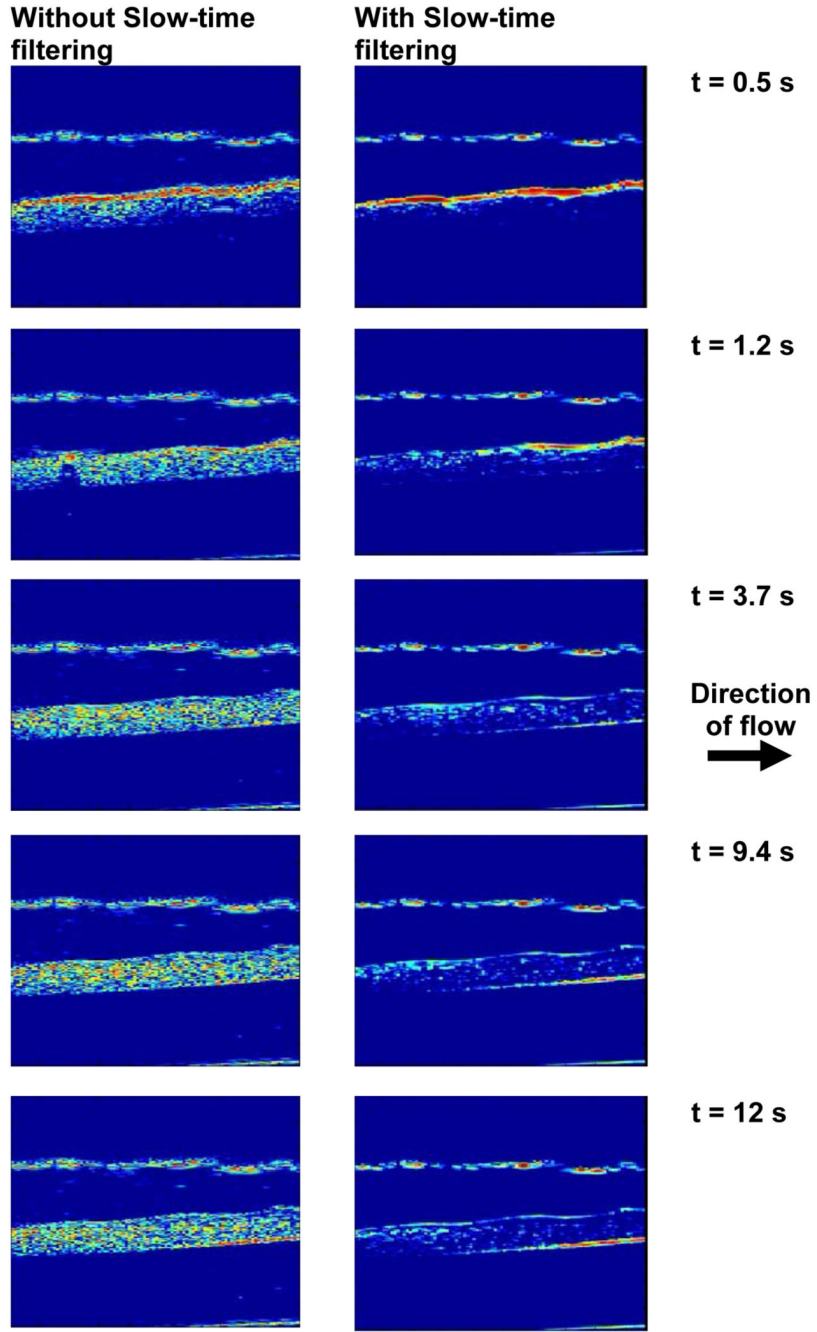 Without Slow-time
filtering
With Slow-time
filtering
t = 0.5 s
t = 1.2 s
t = 3.7 s
Direction
of flow
t = 9.4 s
t = 12 s